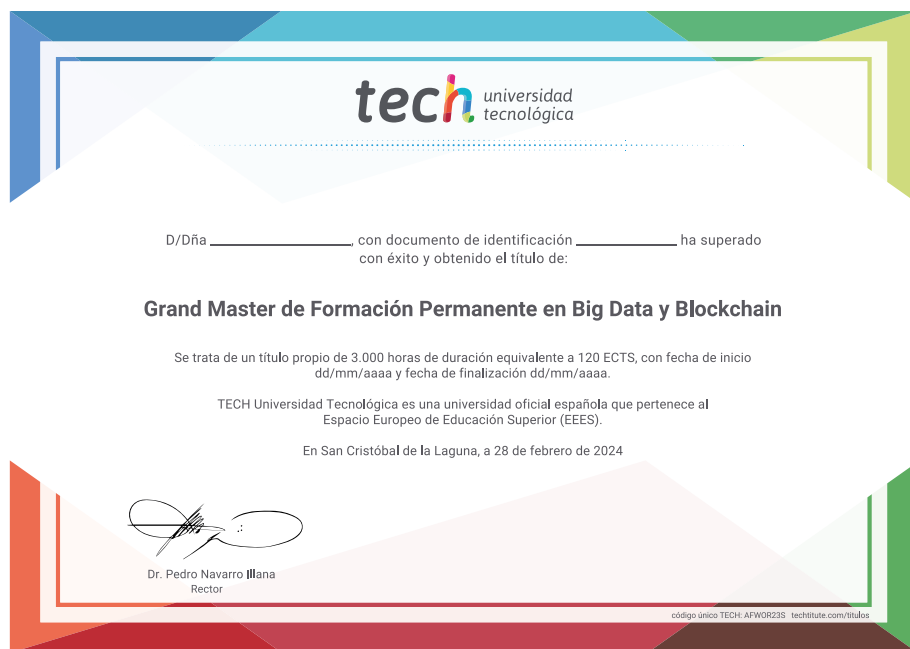 tech universidad
tecnológica
D/Dña ____________________, con documento de identificación ______________ ha superado
con éxito y obtenido el título de:
Grand Master de Formación Permanente en Big Data y Blockchain
Se trata de un título propio de 3.000 horas de duración equivalente a 120 ECTS, con fecha de inicio
dd/mm/aaaa y fecha de finalización dd/mm/aaaa.
TECH Universidad Tecnológica es una universidad oficial española que pertenece al
Espacio Europeo de Educación Superior (EEES).
En San Cristóbal de la Laguna, a 28 de febrero de 2024
Dr. Pedro Navarro Illana
Rector
código único TECH: AFWOR23S techtitute.com/titulos